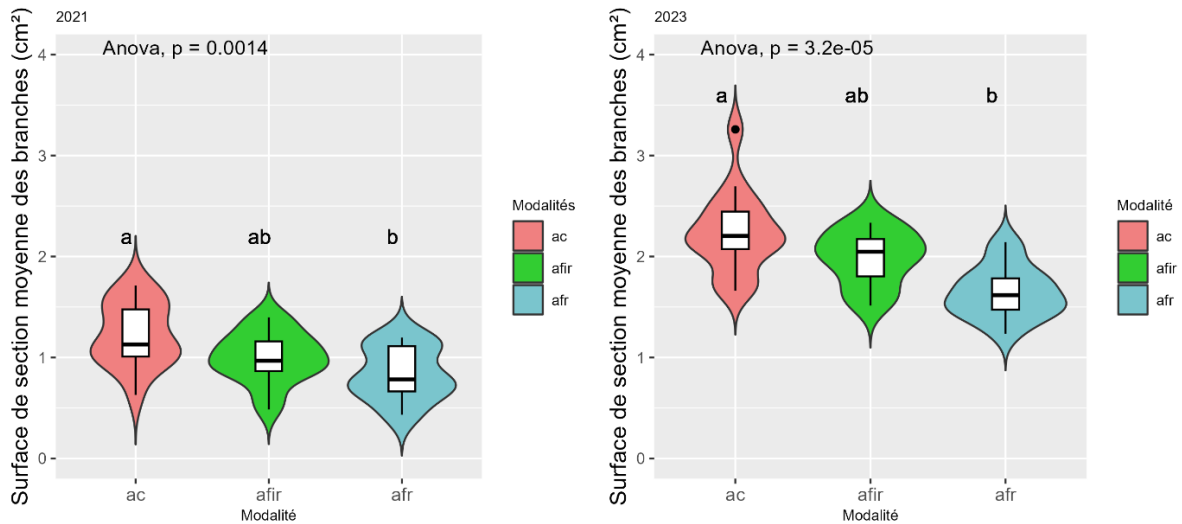 2021
Anova, p = 0.0014
Surface de section moyenne des branches (cm²)
4
3
2
1
0
a
ab
b
ac
afir
afr
Modalité
Modalités
ac
afir
afr
2023
Anova, p = 3.2e-05
Surface de section moyenne des branches (cm²)
4
3
2
1
0
a
ab
b
ac
afir
afr
Modalité
Modalité
ac
afir
afr